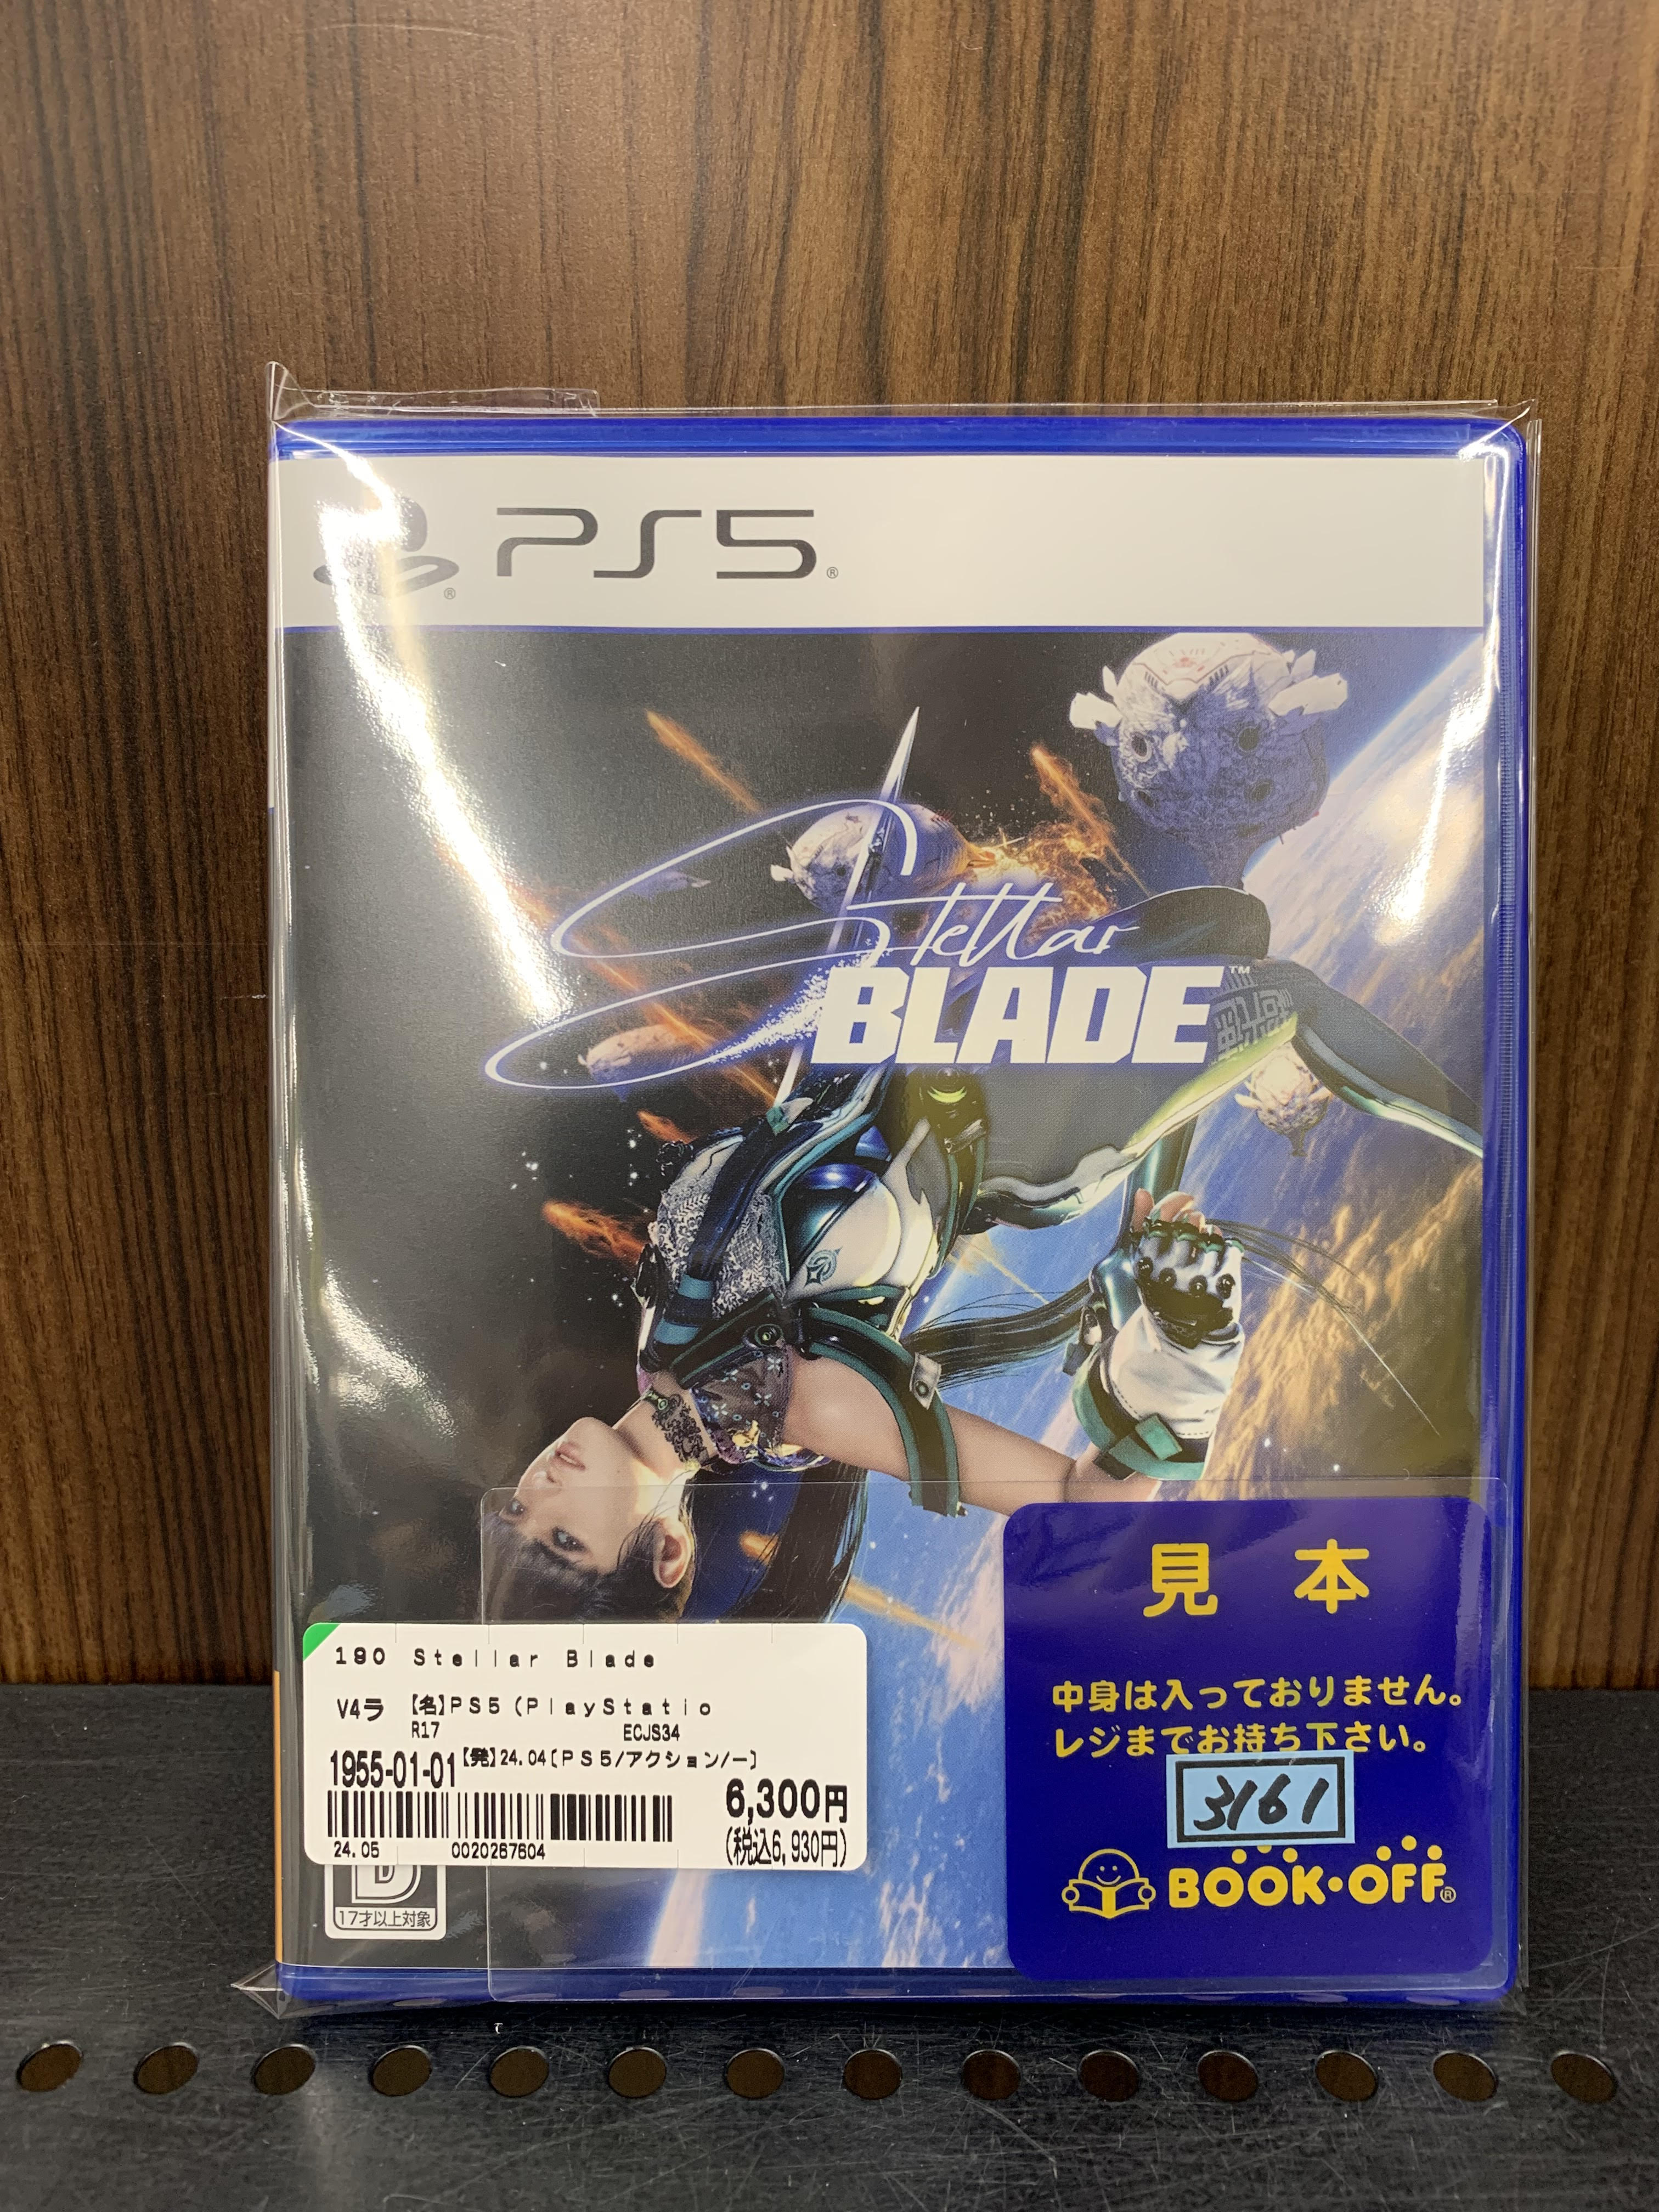 PS5
Stellar
BLADE™
見本
中身は入っておりません。
レジまでお持ち下さい。
3161
BOOK・OFF®
190 Stellar Blade
V4ラ 【名】PS5(PlayStatio
R17 ECJS34
1955-01-01 【発】24.04〔PS5/アクション/ー〕
6,300円
(税込6,930円)
24.05 0020267604
D
17才以上対象